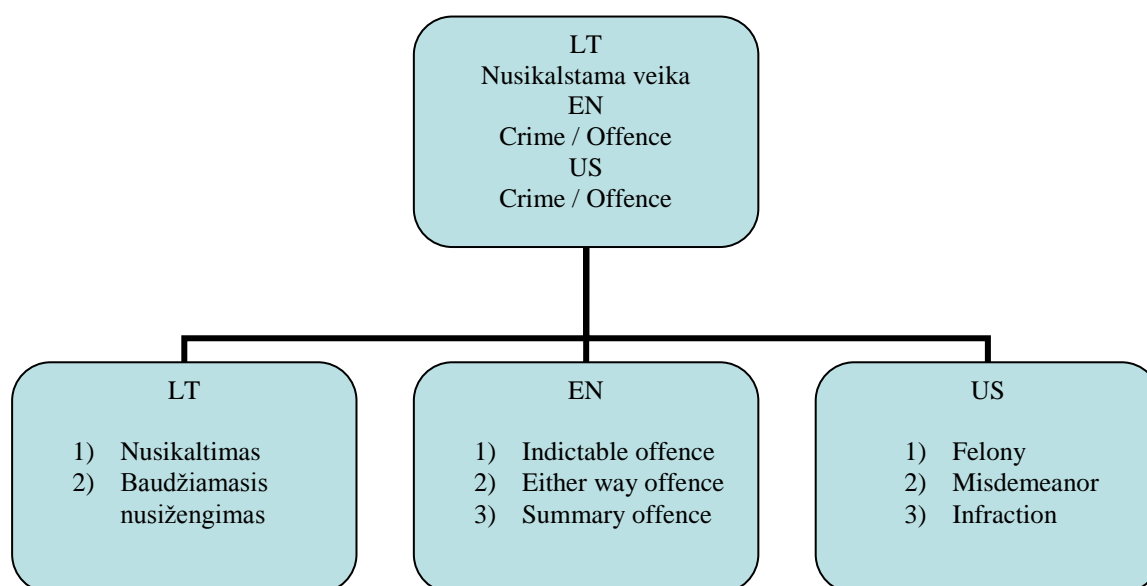 LT
Nusikalstama veika
EN
Crime / Offence
US
Crime / Offence
LT
1) Nusikaltimas
2) Baudžiamasis
nusižengimas
EN
1) Indictable offence
2) Either way offence
3) Summary offence
US
1) Felony
2) Misdemeanor
3) Infraction